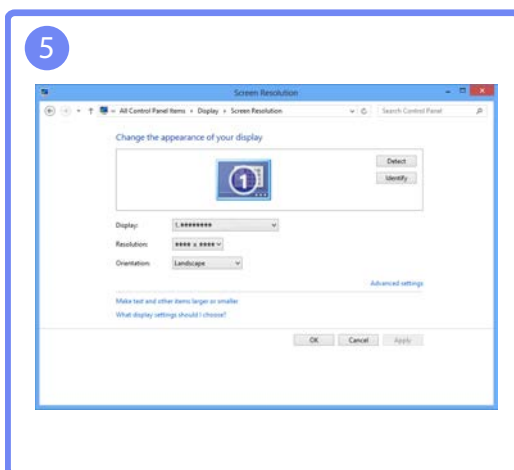 5
Screen Resolution
All Control Panel Items Display Screen Resolution Search Control Panel
Change the appearance of your display
1
Detect
Identify
Display: 1.********
Resolution: **** x ****
Orientation: Landscape
Advanced settings
Make text and other items larger or smaller
What display settings should I choose?
OK Cancel Apply